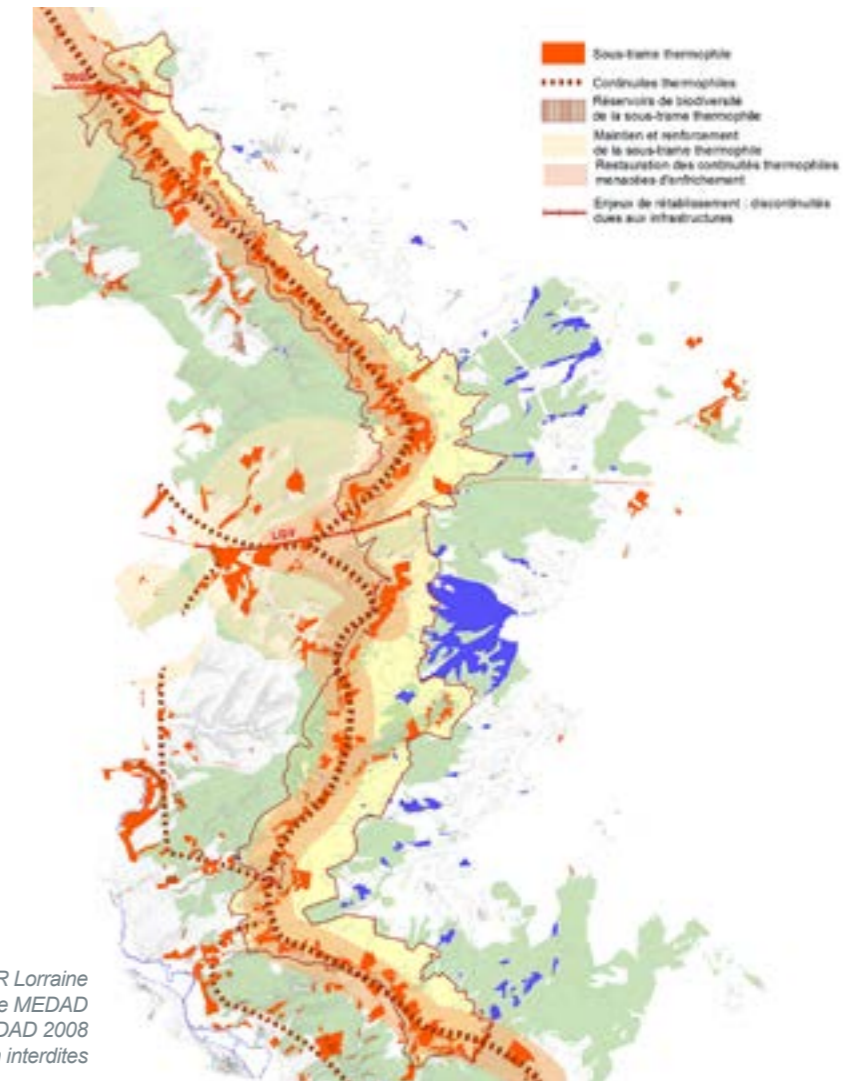 Sous-trame thermophile
Continuités thermophiles
Réservoirs de biodiversité
de la sous-trame thermophile
Maintien et renforcement
de la sous-trame thermophile
Restauration des continuités thermophiles
menacées d'enfrichement
Enjeux de rétablissement : discontinuités
dues aux infrastructures
LGV
R Lorraine
e MEDAD
DAD 2008
interdites